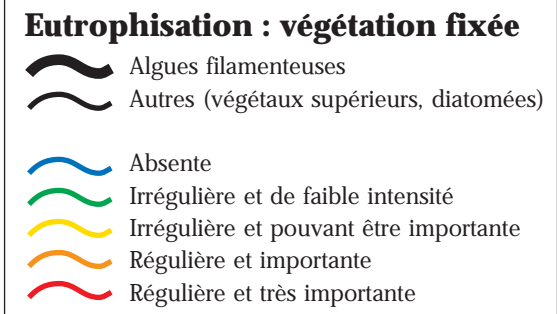 Eutrophisation : végétation fixée
Algues filamenteuses
Autres (végétaux supérieurs, diatomées)
Absente
Irrégulière et de faible intensité
Irrégulière et pouvant être importante
Régulière et importante
Régulière et très importante